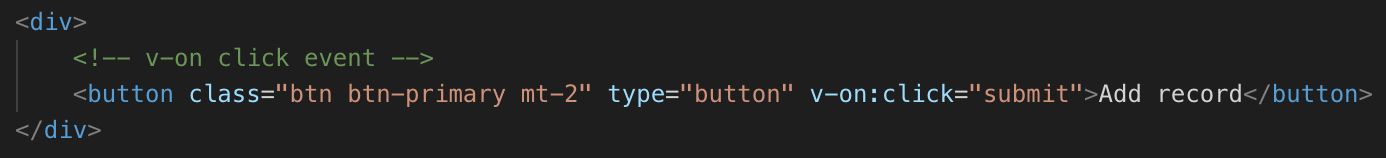 <div>
    <!-- v-on click event -->
    <button class="btn btn-primary mt-2" type="button" v-on:click="submit">Add record</button>
</div>